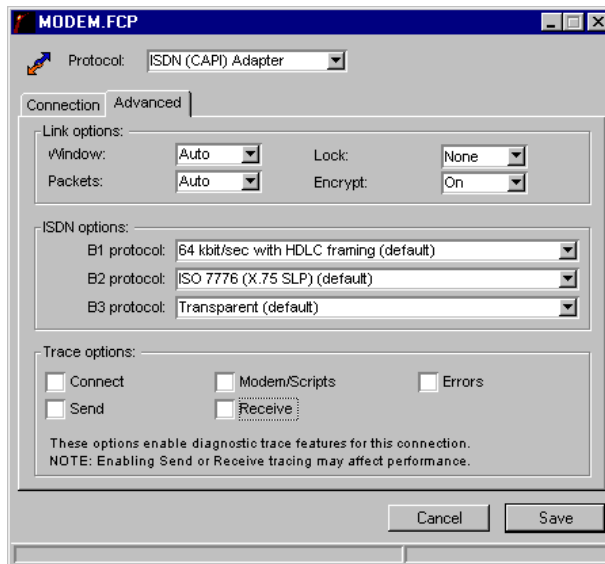 MODEM.FCP
Protocol: ISDN (CAPI) Adapter
Connection Advanced
Link options:
Window: Auto Lock: None
Packets: Auto Encrypt: On
ISDN options:
B1 protocol: 64 kbit/sec with HDLC framing (default)
B2 protocol: ISO 7776 (X.75 SLP) (default)
B3 protocol: Transparent (default)
Trace options:
Connect Modem/Scripts Errors
Send Receive
These options enable diagnostic trace features for this connection.
NOTE: Enabling Send or Receive tracing may affect performance.
Cancel Save